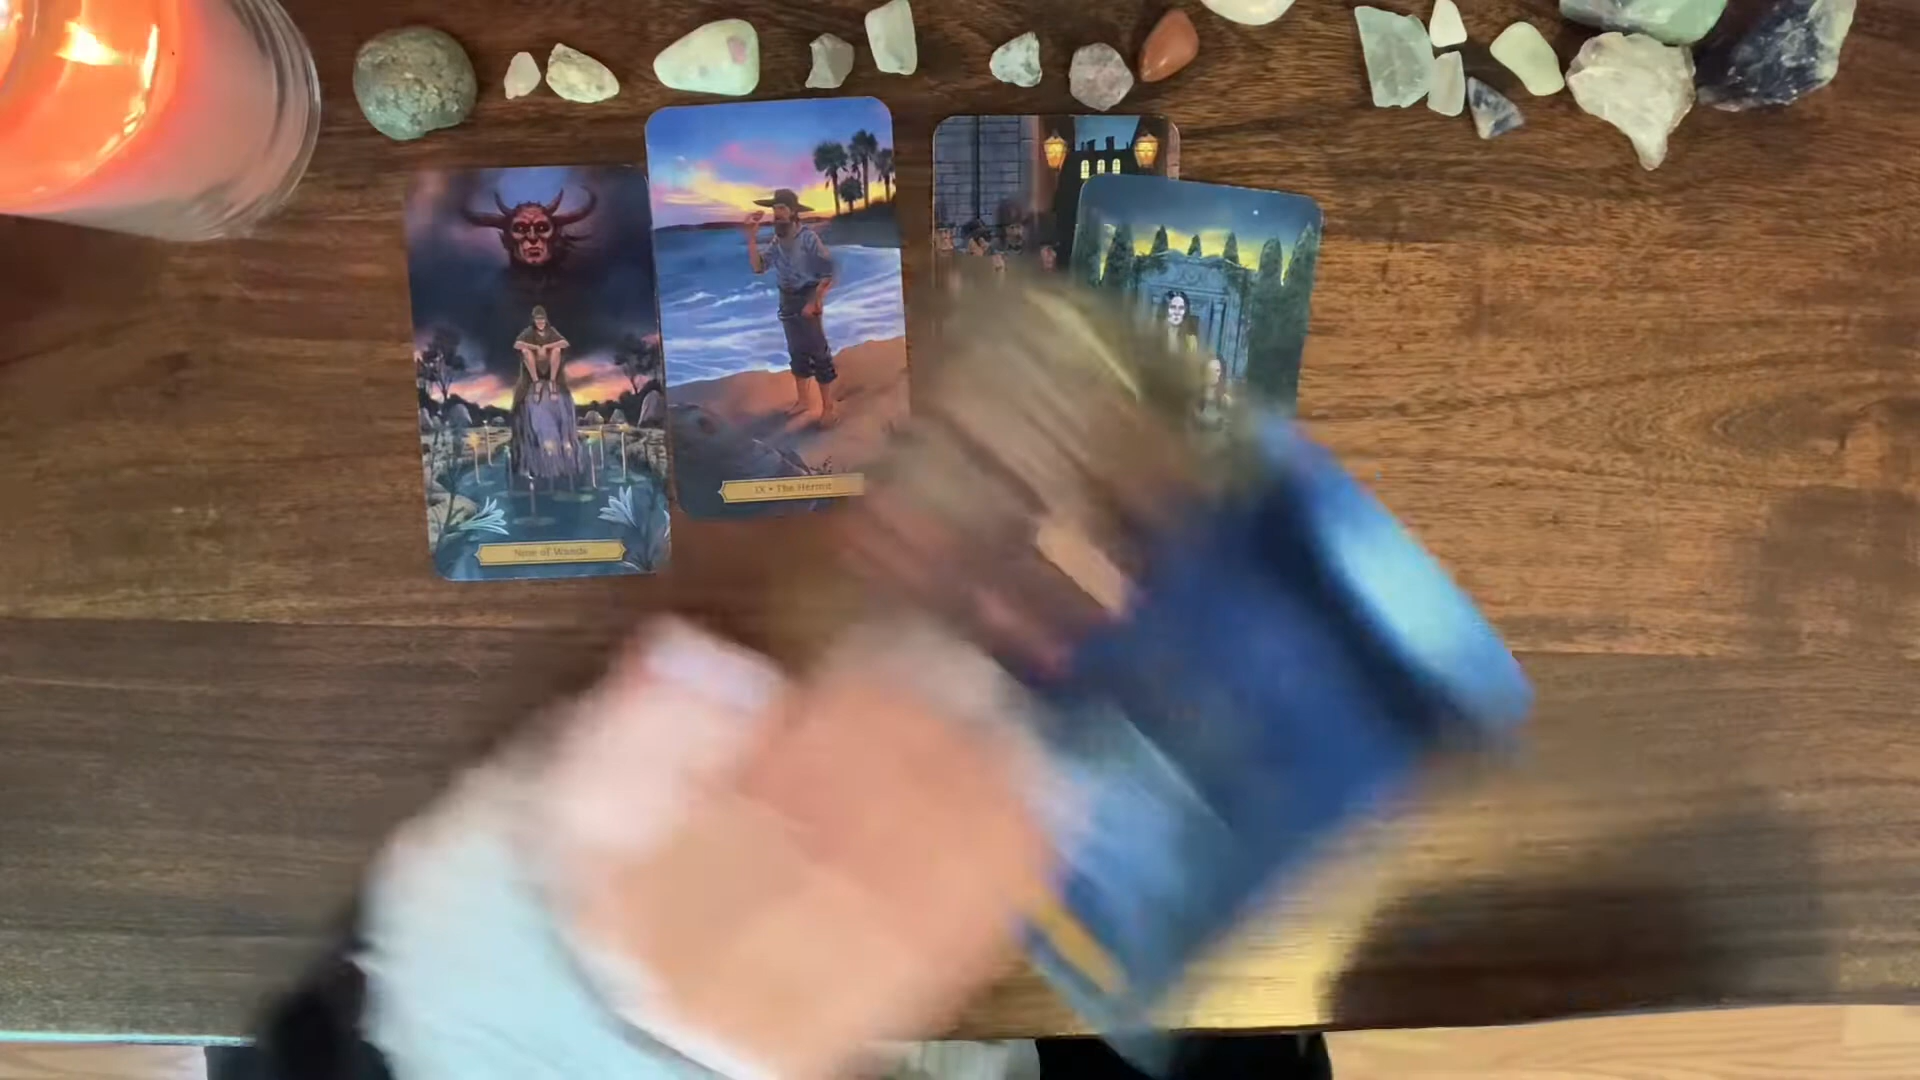 Nine of Wands
IX • The Hermit